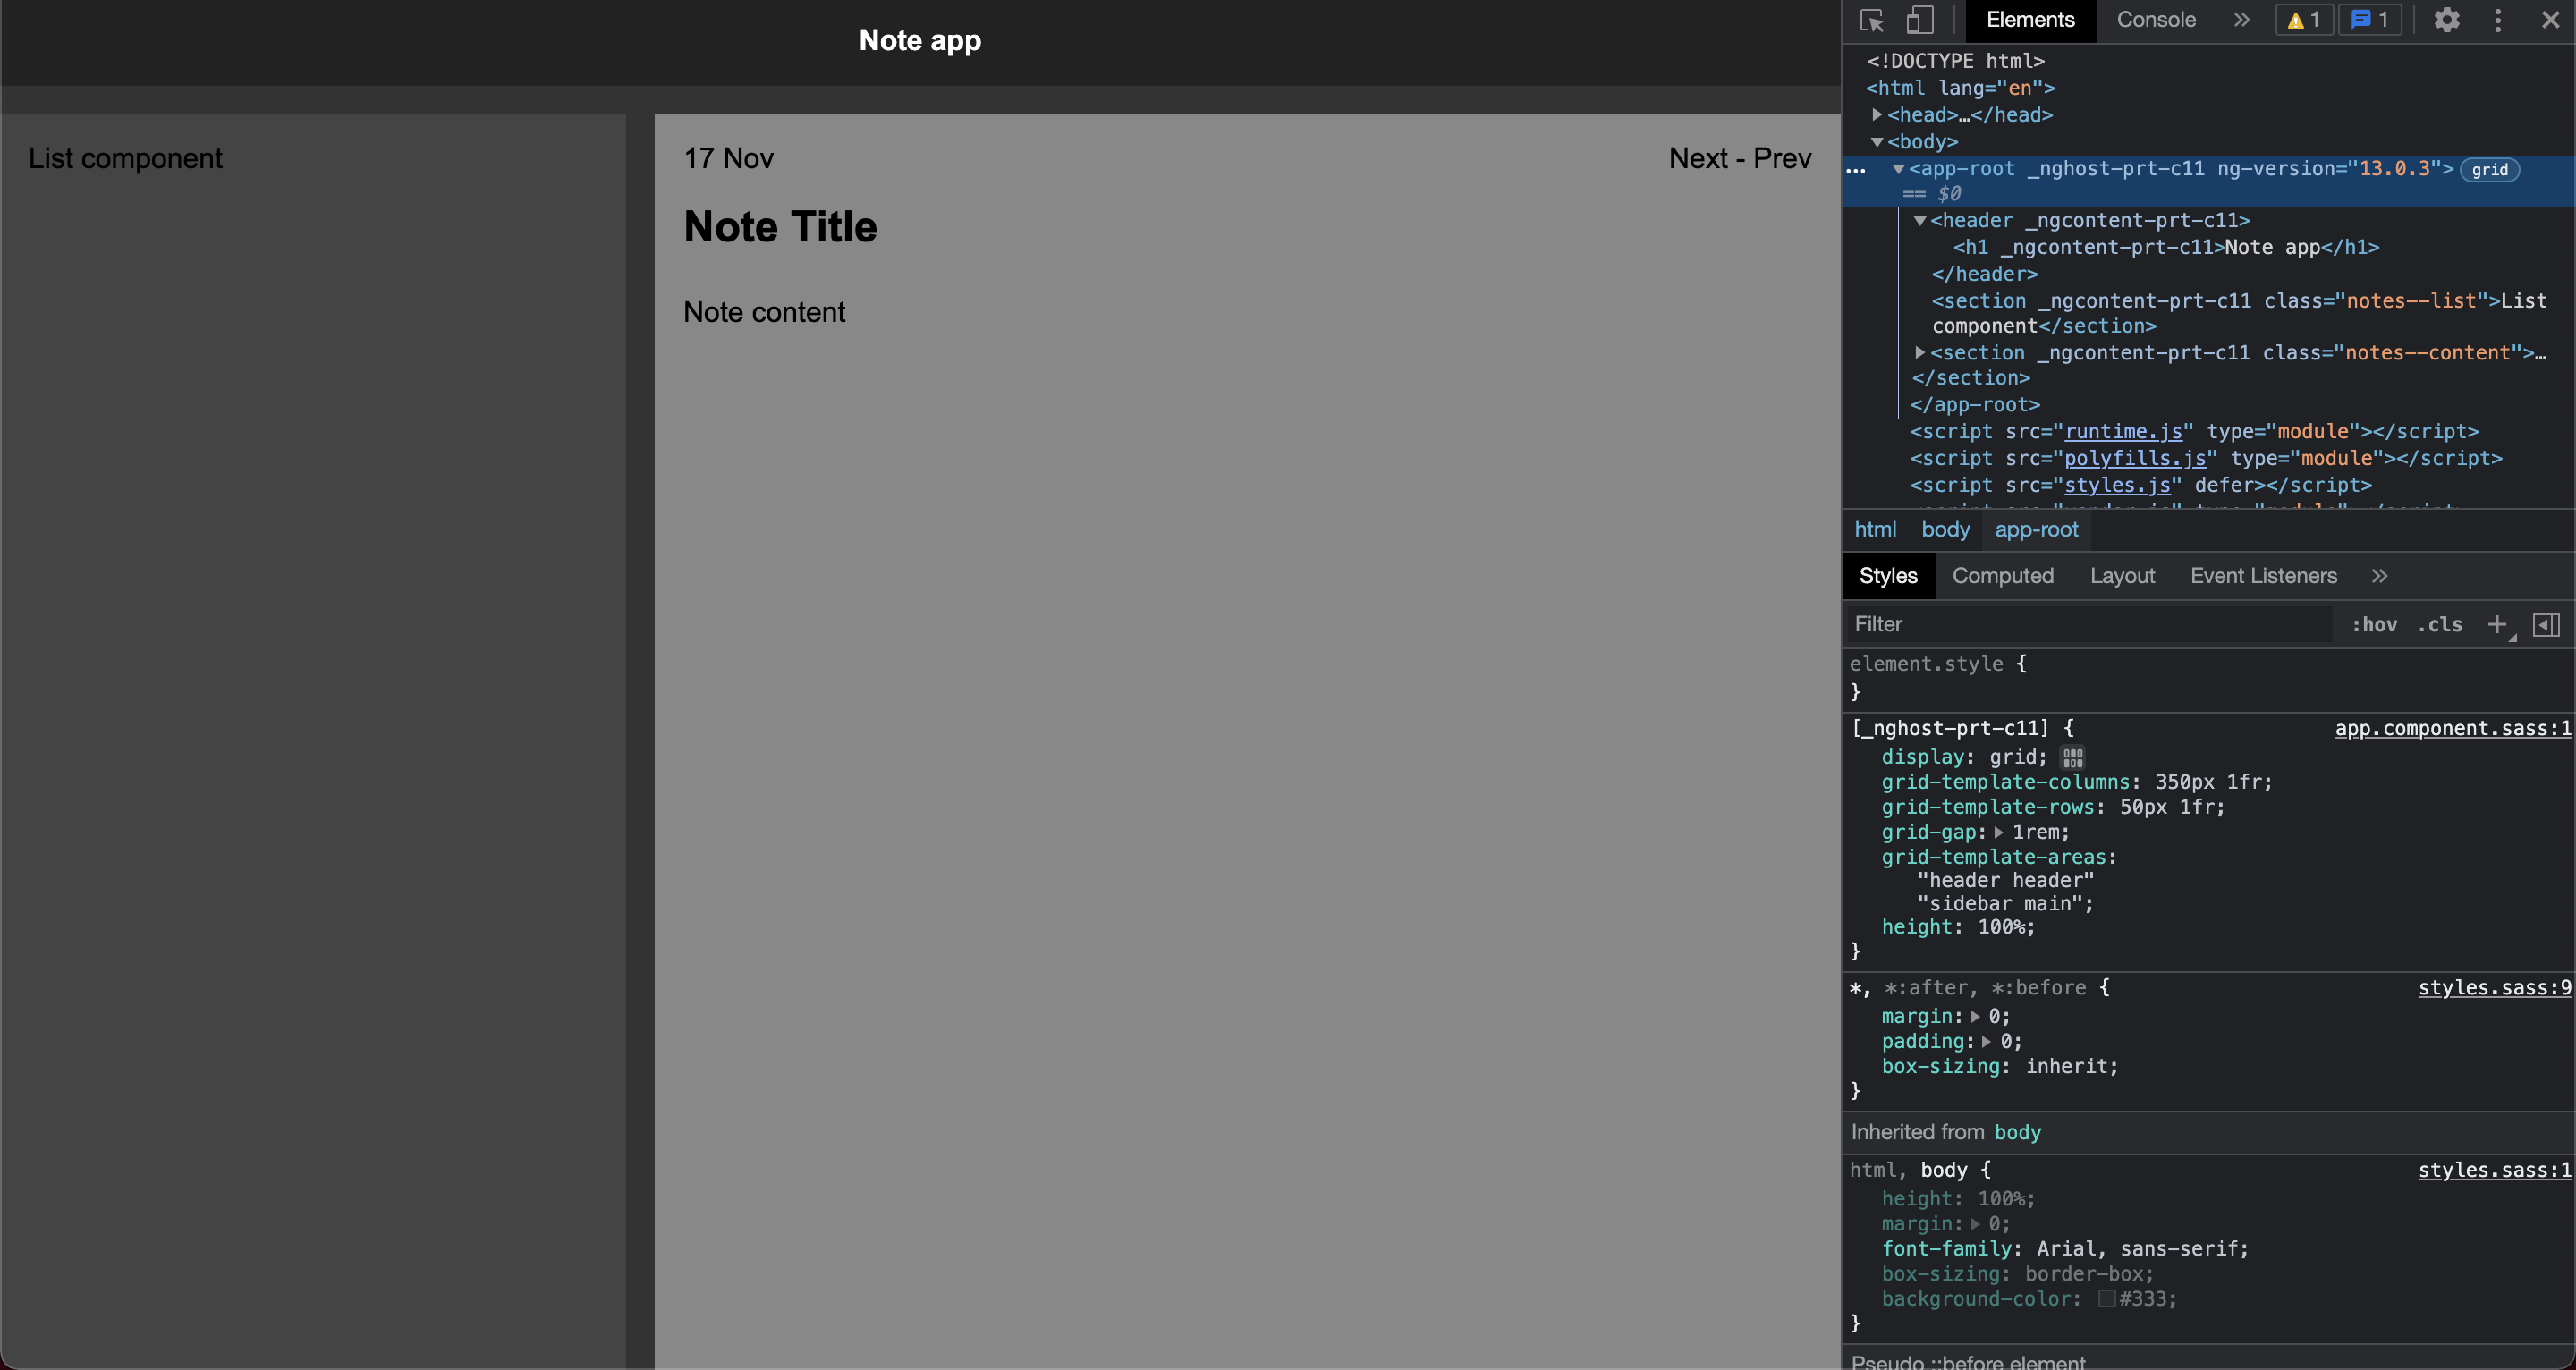 Note app
List component
17 Nov
Next - Prev
Note Title
Note content
Elements
Console
1
1
<!DOCTYPE html>
<html lang="en">
<head>…</head>
<body>
<app-root _nghost-prt-c11 ng-version="13.0.3"> grid
== $0
<header _ngcontent-prt-c11>
<h1 _ngcontent-prt-c11>Note app</h1>
</header>
<section _ngcontent-prt-c11 class="notes--list">List
component</section>
<section _ngcontent-prt-c11 class="notes--content">…
</section>
</app-root>
<script src="runtime.js" type="module"></script>
<script src="polyfills.js" type="module"></script>
<script src="styles.js" defer></script>
html body app-root
Styles Computed Layout Event Listeners
Filter
:hov .cls
element.style {
}
[_nghost-prt-c11] { app.component.sass:1
display: grid;
grid-template-columns: 350px 1fr;
grid-template-rows: 50px 1fr;
grid-gap: 1rem;
grid-template-areas:
"header header"
"sidebar main";
height: 100%;
}
*, *:after, *:before { styles.sass:9
margin: 0;
padding: 0;
box-sizing: inherit;
}
Inherited from body
html, body { styles.sass:1
height: 100%;
margin: 0;
font-family: Arial, sans-serif;
box-sizing: border-box;
background-color: #333;
}
Pseudo ::before element